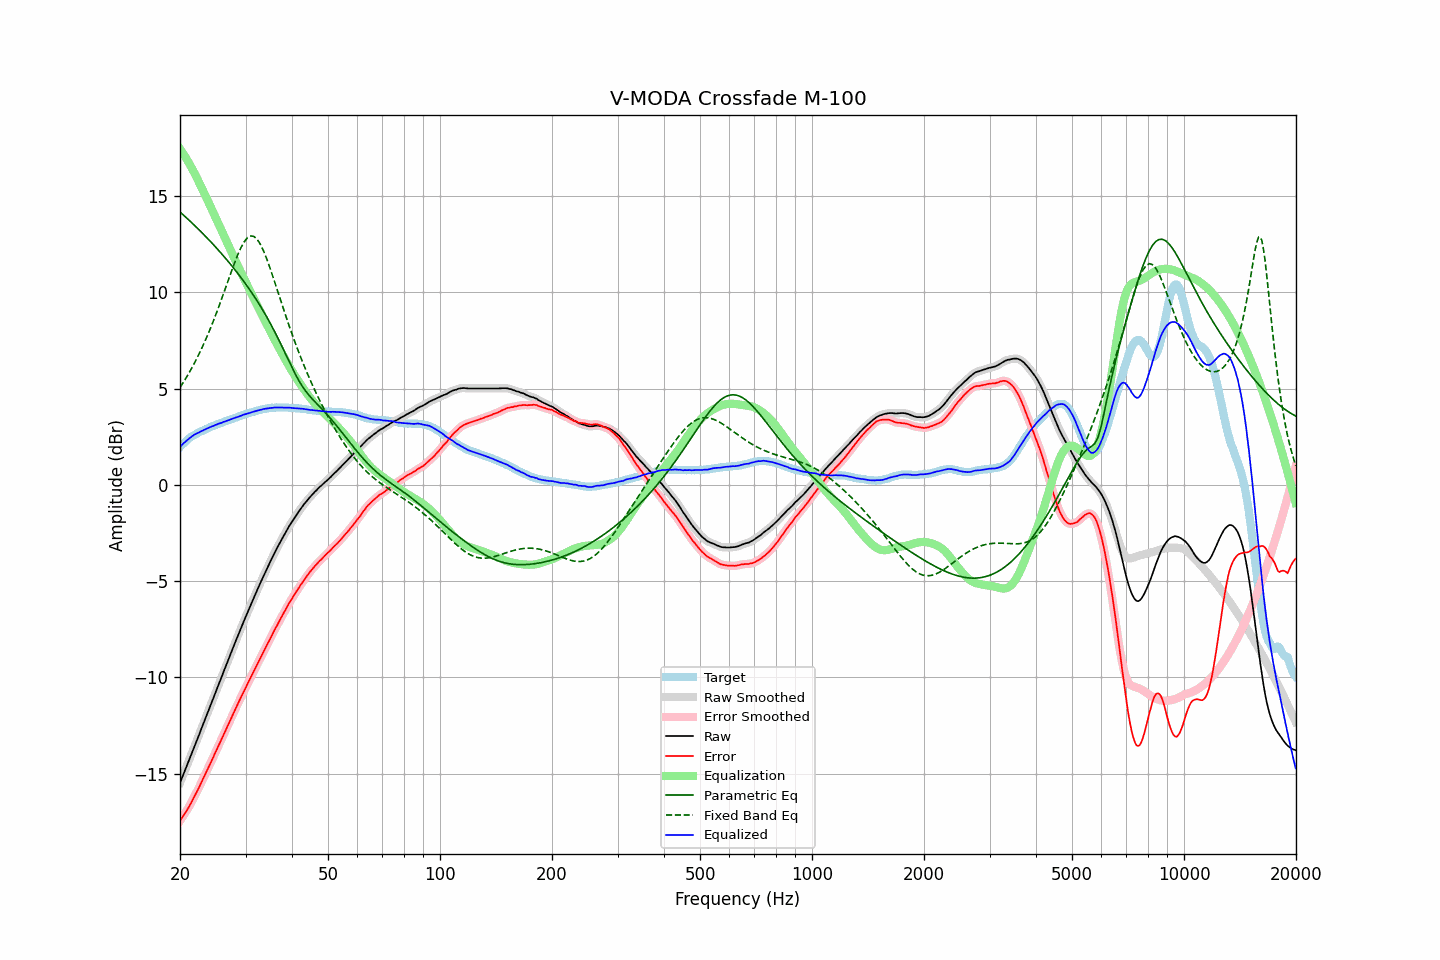 V-MODA Crossfade M-100
Amplitude (dBr)
15
10
5
0
−5
−10
−15
Target
Raw Smoothed
Error Smoothed
Raw
Error
Equalization
Parametric Eq
Fixed Band Eq
Equalized
20 50 100 200 500 1000 2000 5000 10000 20000
Frequency (Hz)